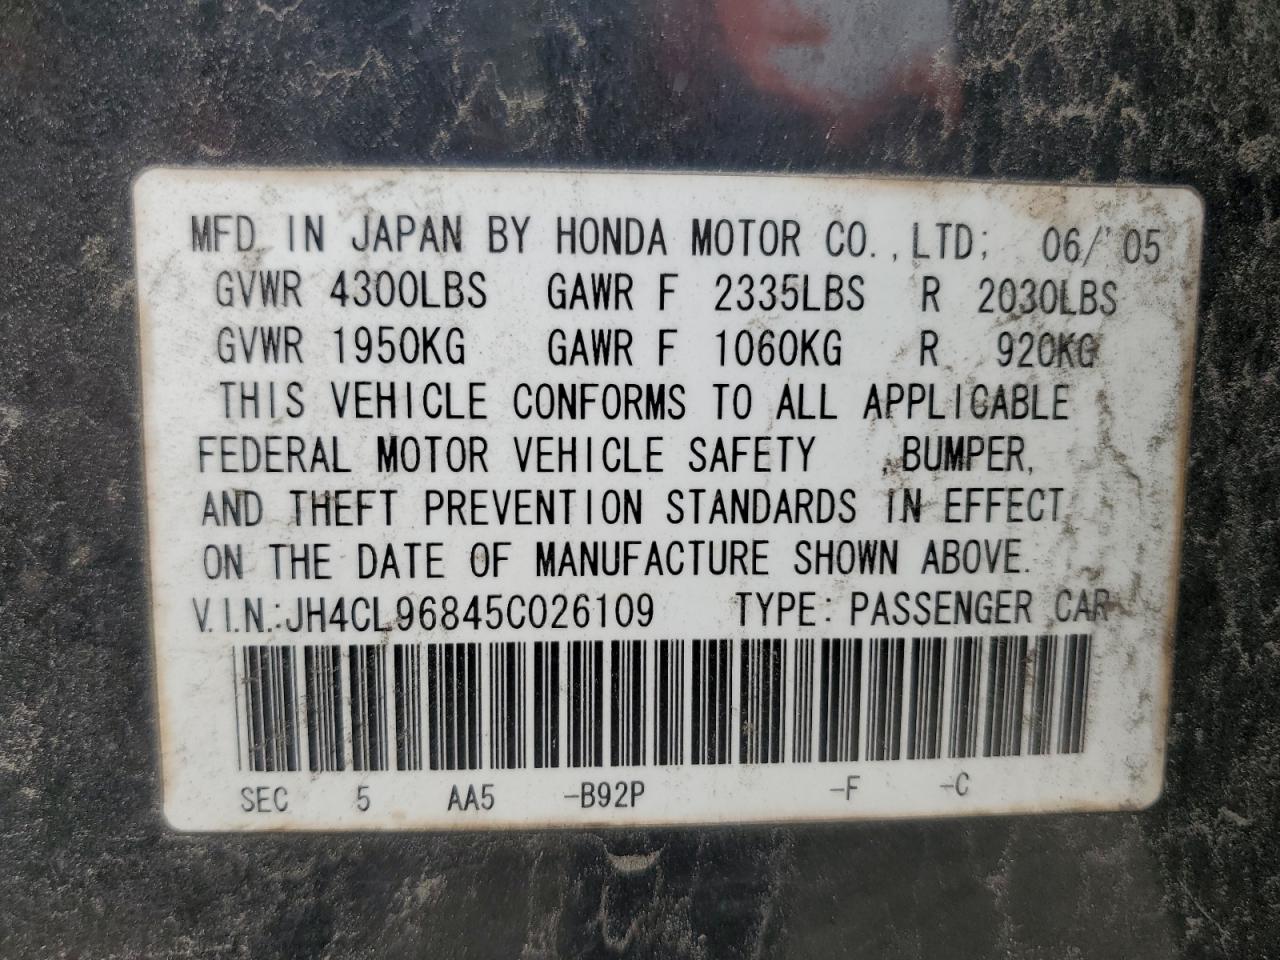 MFD. IN JAPAN BY HONDA MOTOR CO., LTD; 06/'05
GVWR 4300LBS GAWR F 2335LBS R 2030LBS
GVWR 1950KG GAWR F 1060KG R 920KG
THIS VEHICLE CONFORMS TO ALL APPLICABLE
FEDERAL MOTOR VEHICLE SAFETY , BUMPER,
AND THEFT PREVENTION STANDARDS IN EFFECT
ON THE DATE OF MANUFACTURE SHOWN ABOVE.
V.I.N.:JH4CL96845C026109 TYPE: PASSENGER CAR
SEC 5 AA5 -B92P -F -C